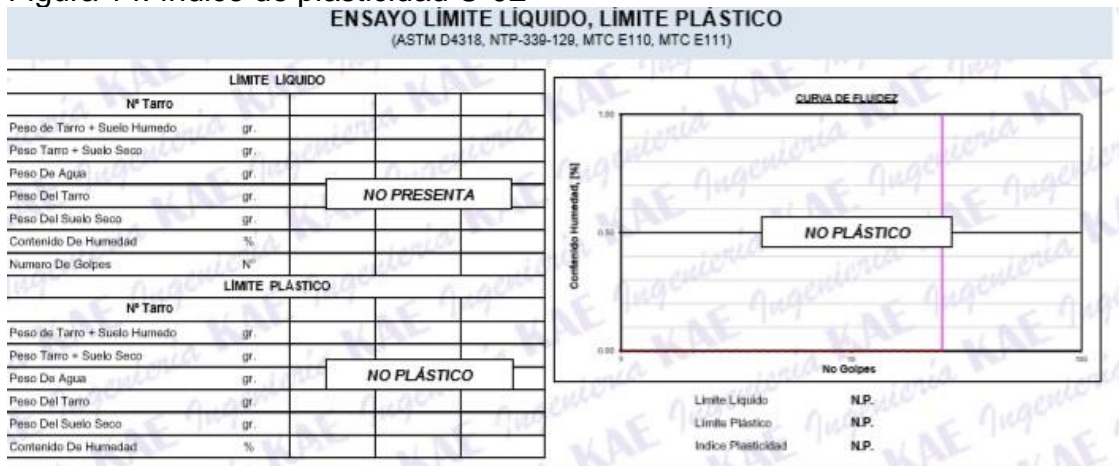 Figura 14. Índice de plasticidad C-02
ENSAYO LÍMITE LÍQUIDO, LÍMITE PLÁSTICO
(ASTM D4318, NTP-339-129, MTC E110, MTC E111)
LÍMITE LÍQUIDO
Nº Tarro
Peso de Tarro + Suelo Humedo gr.
Peso Tarro + Suelo Seco gr.
Peso De Agua gr.
Peso Del Tarro gr.
Peso Del Suelo Seco gr.
Contenido De Humedad %
Numero De Golpes Nº
NO PRESENTA
LÍMITE PLÁSTICO
Nº Tarro
Peso de Tarro + Suelo Humedo gr.
Peso Tarro + Suelo Seco gr.
Peso De Agua gr.
Peso Del Tarro gr.
Peso Del Suelo Seco gr.
Contenido De Humedad %
NO PLÁSTICO
CURVA DE FLUIDEZ
Contenido Humedad, [%]
1.00
0.50
0.00
NO PLÁSTICO
10
100
No Golpes
Limite Liquido N.P.
Limite Plástico N.P.
Indice Plasticidad N.P.
Ingeniería KAE